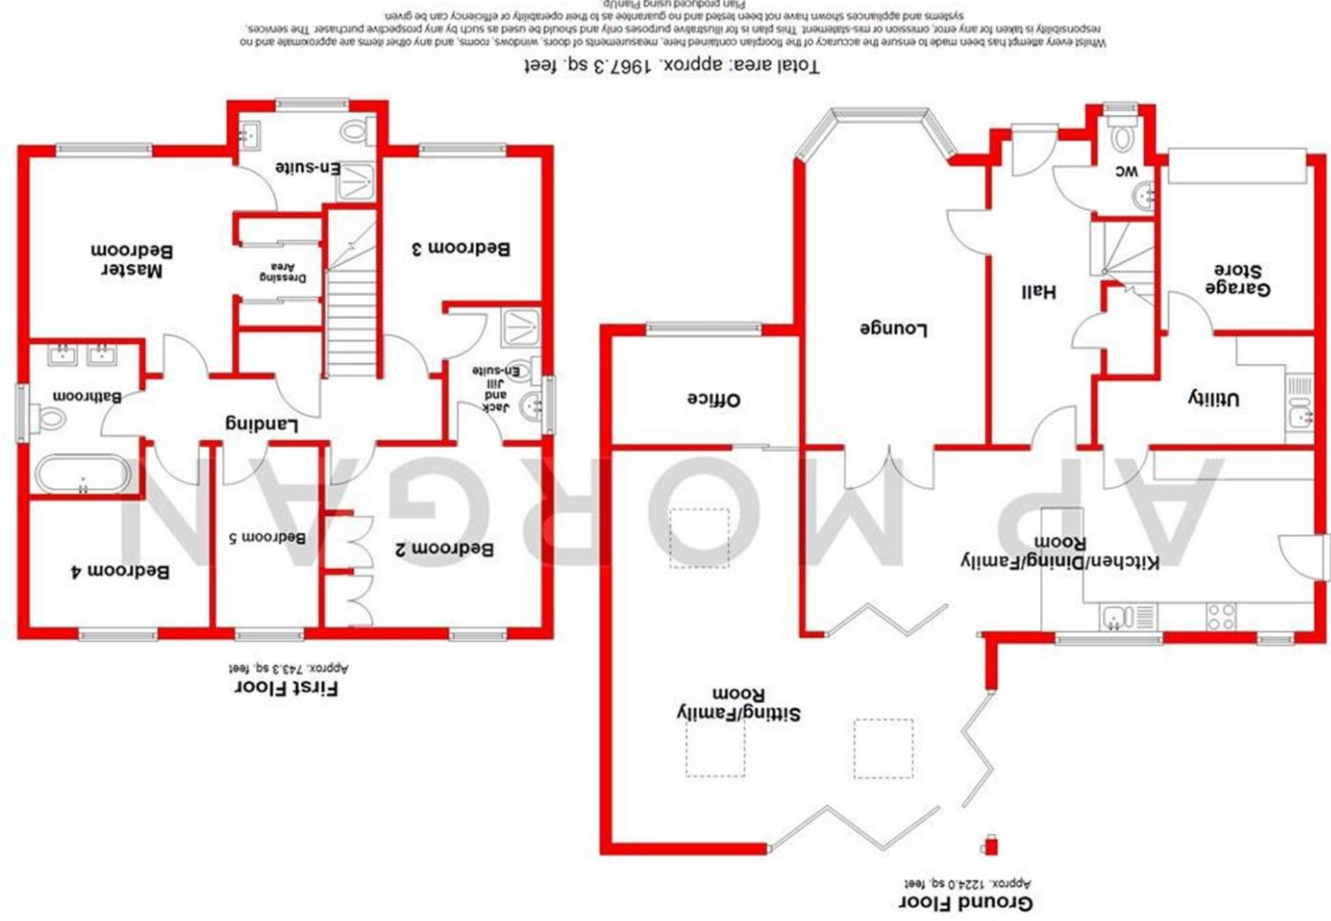 Ground Floor
Approx. 1224.0 sq. feet
Sitting/Family
Room
Kitchen/Dining/Family
Room
Utility
Office
Lounge
Hall
Garage
Store
WC
First Floor
Approx. 743.3 sq. feet
Bedroom 2
Bedroom 5
Bedroom 4
Landing
Jack
and
Jill
En-suite
Bathroom
Bedroom 3
Dressing
Area
Master
Bedroom
En-suite
AP MORGAN
Total area: approx. 1967.3 sq. feet
Whilst every attempt has been made to ensure the accuracy of the floorplan contained here, measurements of doors, windows, rooms, and any other items are approximate and no
responsibility is taken for any error, omission or mis-statement. This plan is for illustrative purposes only and should be used as such by any prospective purchaser. The services,
systems and appliances shown have not been tested and no guarantee as to their operability or efficiency can be given
Plan produced using PlanUp.